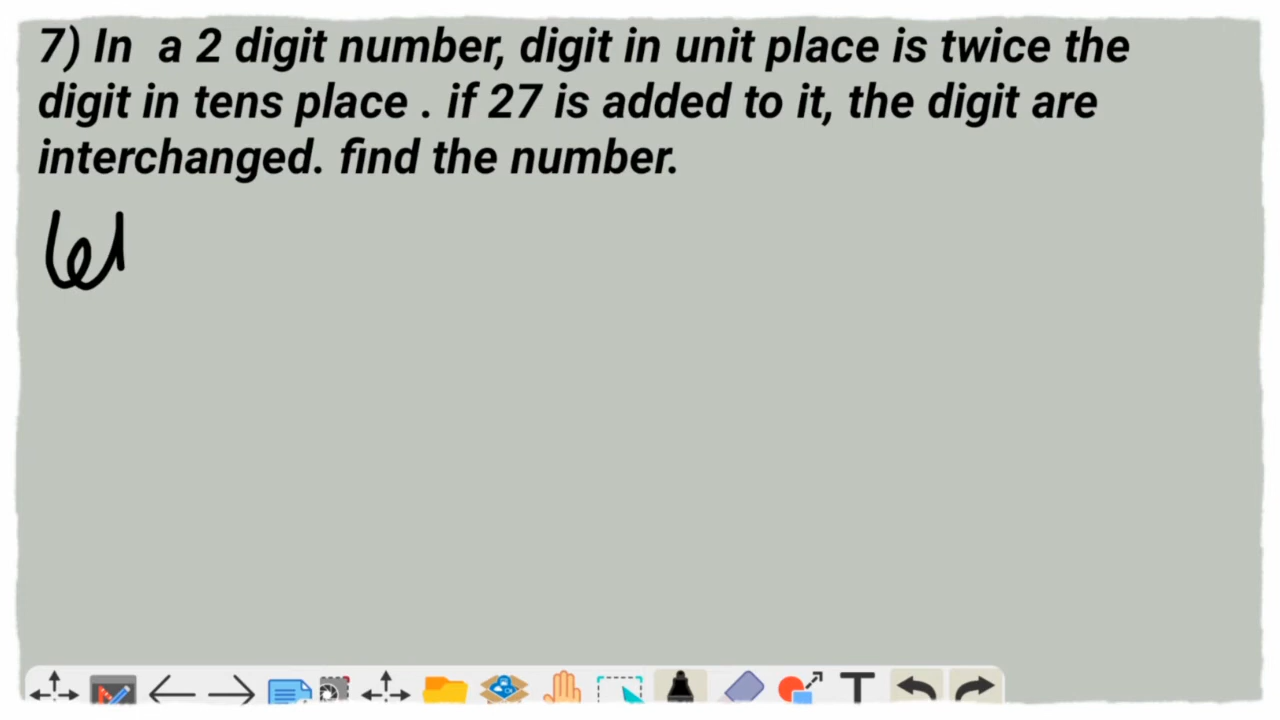 7) In a 2 digit number, digit in unit place is twice the
digit in tens place . if 27 is added to it, the digit are
interchanged. find the number.